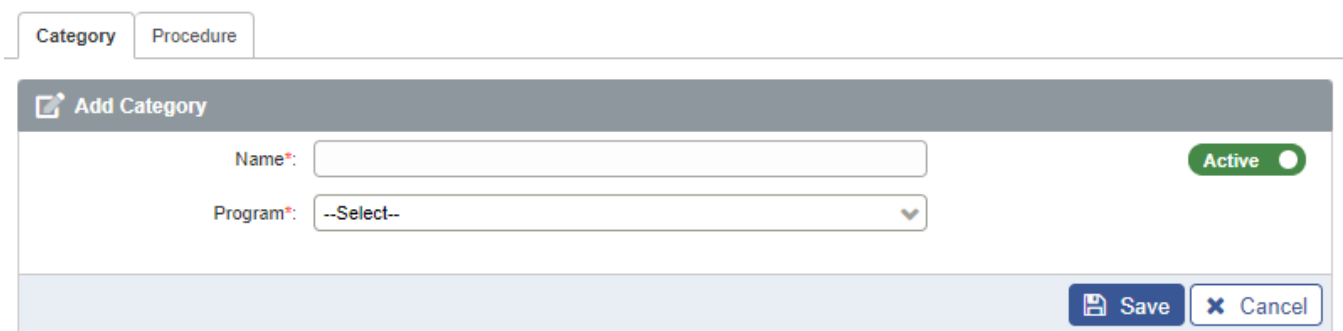 Category Procedure
Add Category
Name*: Active
Program*: --Select--
Save Cancel